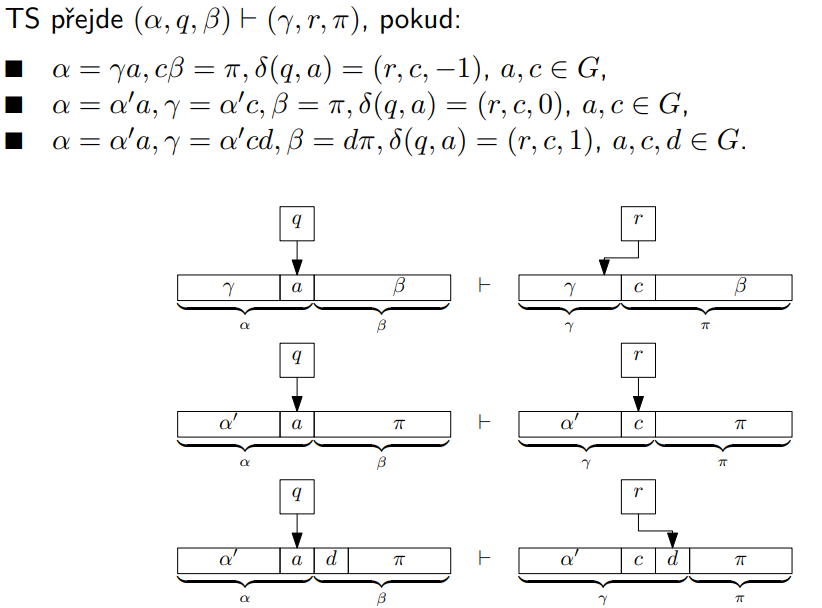 TS přejde (α, q, β) ⊢ (γ, r, π), pokud:
■ α = γa, cβ = π, δ(q, a) = (r, c, −1), a, c ∈ G,
■ α = α′a, γ = α′c, β = π, δ(q, a) = (r, c, 0), a, c ∈ G,
■ α = α′a, γ = α′cd, β = dπ, δ(q, a) = (r, c, 1), a, c, d ∈ G.
q r
γ a β ⊢ γ c β
α β γ π
q r
α′ a π ⊢ α′ c π
α β γ π
q r
α′ a d π ⊢ α′ c d π
α β γ π